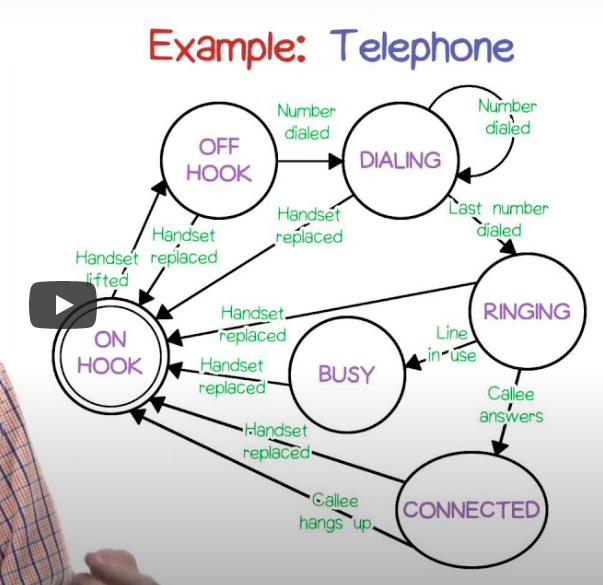 Example: Telephone
Number
dialed
Number
dialed
OFF
HOOK
DIALING
Handset
replaced
Last number
dialed
Handset
replaced
Handset
lifted
Handset
replaced
RINGING
ON
HOOK
Line
in use
Handset
replaced
BUSY
Callee
answers
Handset
replaced
Callee
hangs up
CONNECTED